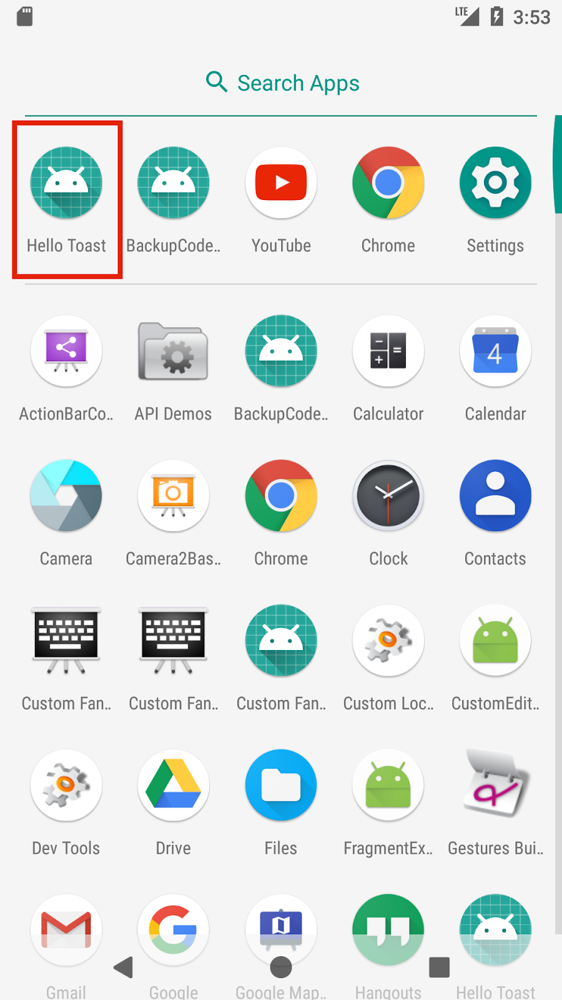 LTE 3:53
Search Apps
Hello Toast BackupCode.. YouTube Chrome Settings
4
ActionBarCo.. API Demos BackupCode.. Calculator Calendar
Camera Camera2Bas.. Chrome Clock Contacts
Custom Fan.. Custom Fan.. Custom Fan.. Custom Loc.. CustomEdit..
Dev Tools Drive Files FragmentEx.. Gestures Bui..
Gmail Google Google Map.. Hangouts Hello Toast